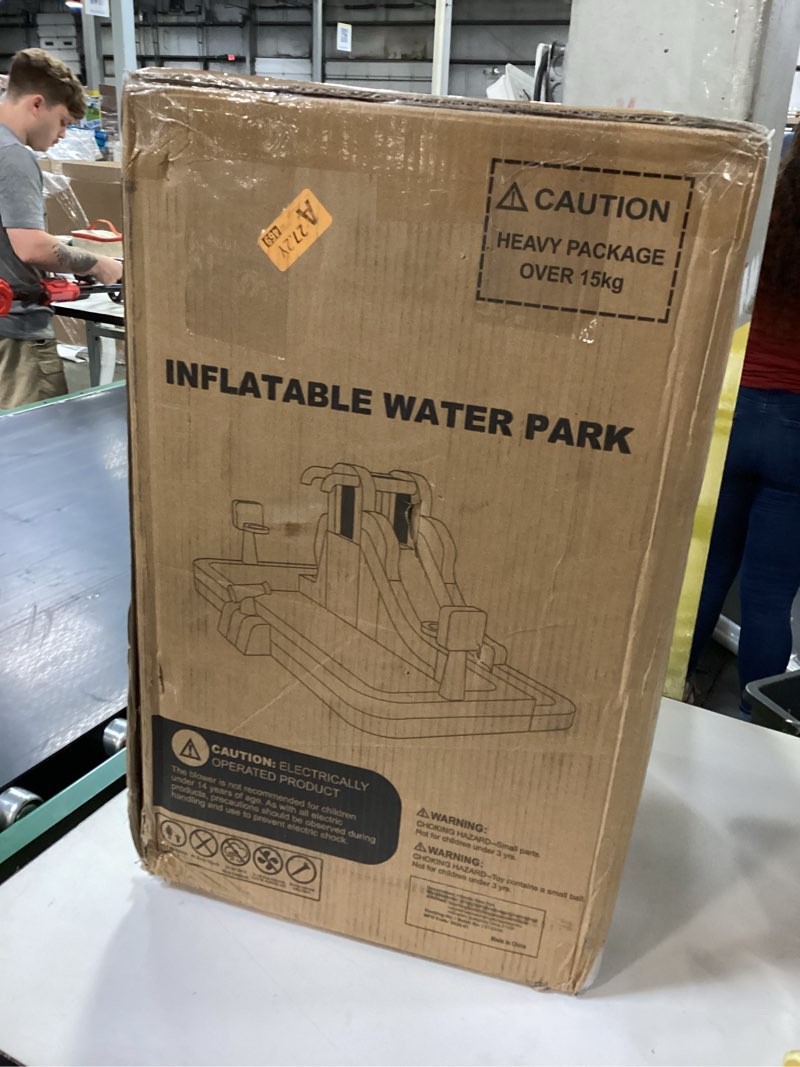 A 27.2Y
CAUTION
HEAVY PACKAGE
OVER 15kg
INFLATABLE WATER PARK
CAUTION: ELECTRICALLY
OPERATED PRODUCT
The blower is not recommended for children
under 14 years of age. As with all electric
products, precautions should be observed during
handling and use to prevent electric shock.
WARNING:
CHOKING HAZARD--Small parts.
Not for children under 3 yrs.
WARNING:
CHOKING HAZARD--Toy contains a small ball.
Not for children under 3 yrs.
Made in China